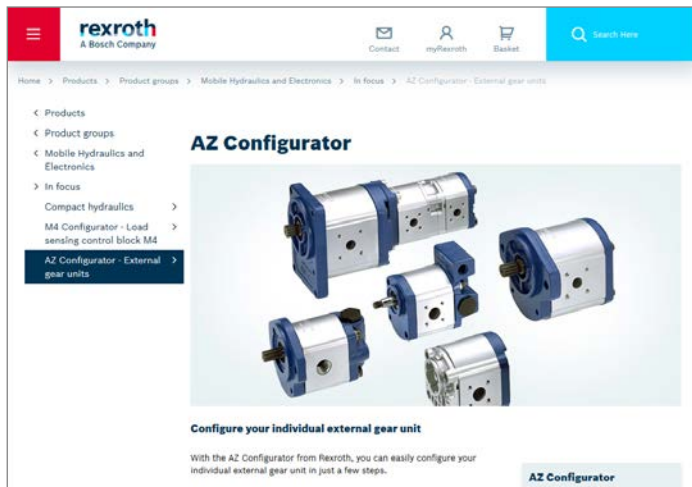 rexroth
A Bosch Company
Contact
myRexroth
Basket
Search Here
Home > Products > Product groups > Mobile Hydraulics and Electronics > In focus > AZ Configurator - External gear units
< Products
< Product groups
< Mobile Hydraulics and
Electronics
> In focus
Compact hydraulics >
M4 Configurator - Load >
sensing control block M4
AZ Configurator - External >
gear units
AZ Configurator
Configure your individual external gear unit
With the AZ Configurator from Rexroth, you can easily configure your
individual external gear unit in just a few steps.
AZ Configurator